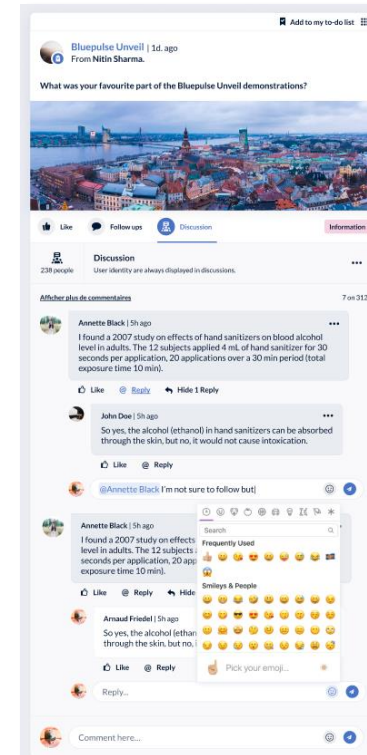 Add to my to-do list
Bluepulse Unveil | 1d. ago
From Nitin Sharma.
What was your favourite part of the Bluepulse Unveil demonstrations?
Like Follow ups Discussion Information
Discussion
238 people User identity are always displayed in discussions.
Afficher plus de commentaires 7 on 312
Annette Black | 5h ago
I found a 2007 study on effects of hand sanitizers on blood alcohol
level in adults. The 12 subjects applied 4 mL of hand sanitizer for 30
seconds per application, 20 applications over a 30 min period (total
exposure time 10 min).
Like @ Reply Hide 1 Reply
John Doe | 5h ago
So yes, the alcohol (ethanol) in hand sanitizers can be absorbed
through the skin, but no, it would not cause intoxication.
Like @ Reply
@Annette Black I'm not sure to follow but
Annette Black | 5h ago
I found a 2007 study on effects
level in adults. The 12 subjects
seconds per application, 20 app
exposure time 10 min).
Like @ Reply Hide
Search
Frequently Used
Smileys & People
Pick your emoji...
Arnaud Friedel | 5h ago
So yes, the alcohol (ethan
through the skin, but no,
Like @ Reply
Reply...
Comment here...